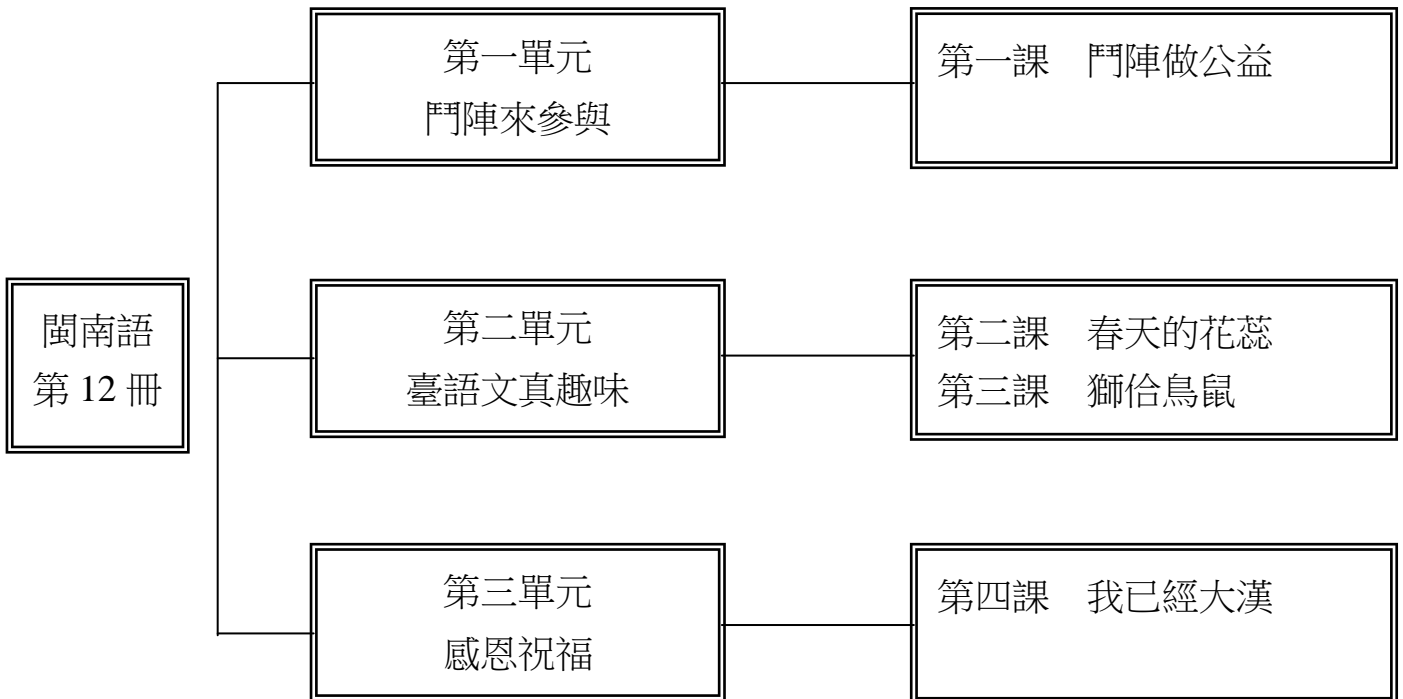 閩南語
第 12 冊
第一單元
鬥陣來參與
第一課　鬥陣做公益
第二單元
臺語文真趣味
第二課　春天的花蕊
第三課　獅佮鳥鼠
第三單元
感恩祝福
第四課　我已經大漢